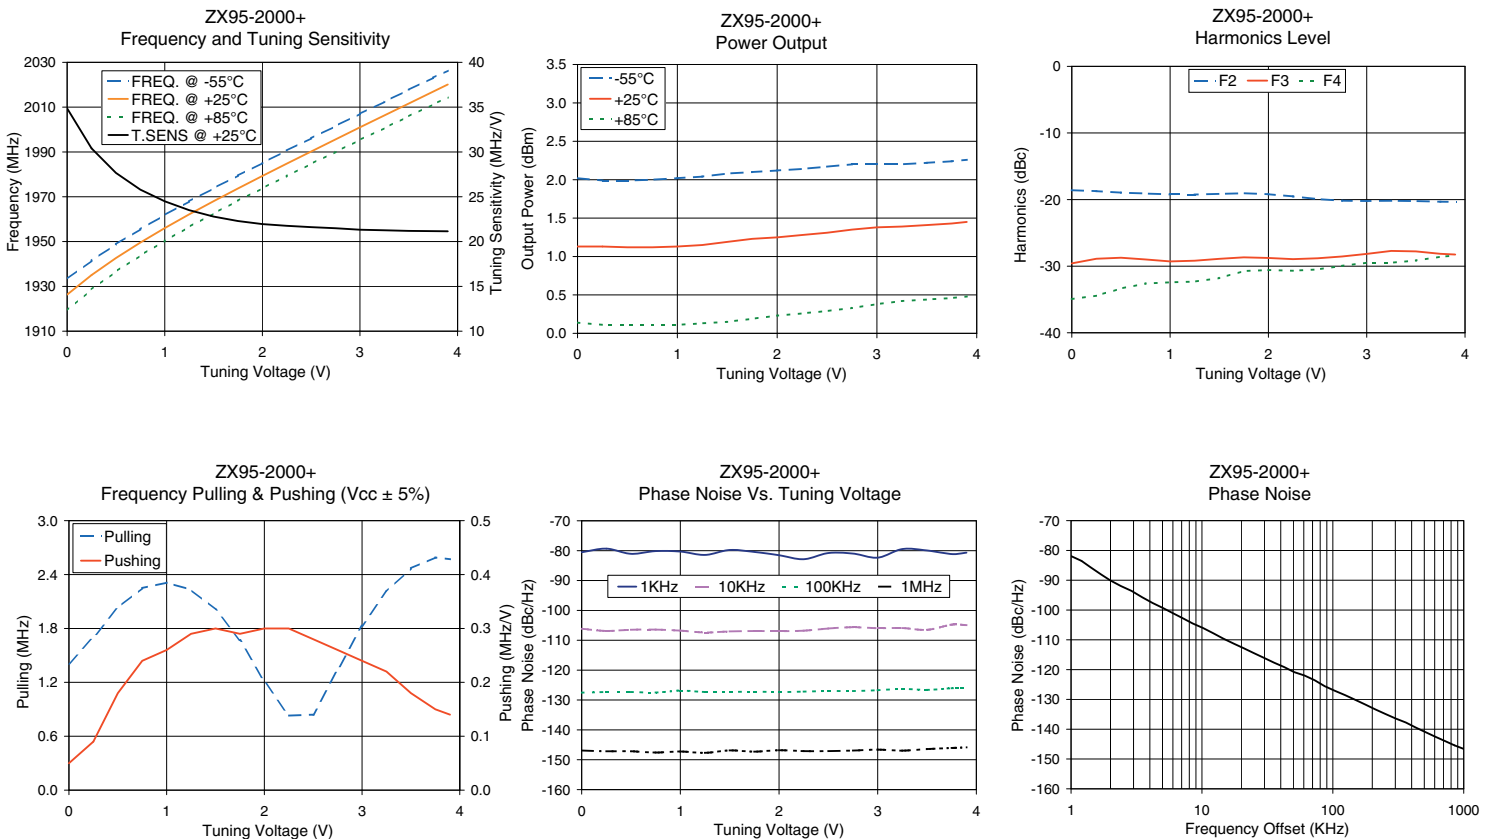 ZX95-2000+
Frequency and Tuning Sensitivity
2030
2010
1990
1970
1950
1930
1910
Frequency (MHz)
FREQ. @ -55°C
FREQ. @ +25°C
FREQ. @ +85°C
T.SENS @ +25°C
40
35
30
25
20
15
10
Tuning Sensitivity (MHz/V)
0 1 2 3 4
Tuning Voltage (V)
ZX95-2000+
Power Output
3.5
3.0
2.5
2.0
1.5
1.0
0.5
0.0
Output Power (dBm)
-55°C
+25°C
+85°C
0 1 2 3 4
Tuning Voltage (V)
ZX95-2000+
Harmonics Level
0
-10
-20
-30
-40
Harmonics (dBc)
F2 F3 F4
0 1 2 3 4
Tuning Voltage (V)
ZX95-2000+
Frequency Pulling & Pushing (Vcc ± 5%)
3.0
2.4
1.8
1.2
0.6
0.0
Pulling (MHz)
Pulling
Pushing
0.5
0.4
0.3
0.2
0.1
0.0
Pushing (MHz/V)
0 1 2 3 4
Tuning Voltage (V)
ZX95-2000+
Phase Noise Vs. Tuning Voltage
-70
-80
-90
-100
-110
-120
-130
-140
-150
-160
Phase Noise (dBc/Hz)
1KHz 10KHz 100KHz 1MHz
0 1 2 3 4
Tuning Voltage (V)
ZX95-2000+
Phase Noise
-70
-80
-90
-100
-110
-120
-130
-140
-150
-160
Phase Noise (dBc/Hz)
1 10 100 1000
Frequency Offset (KHz)